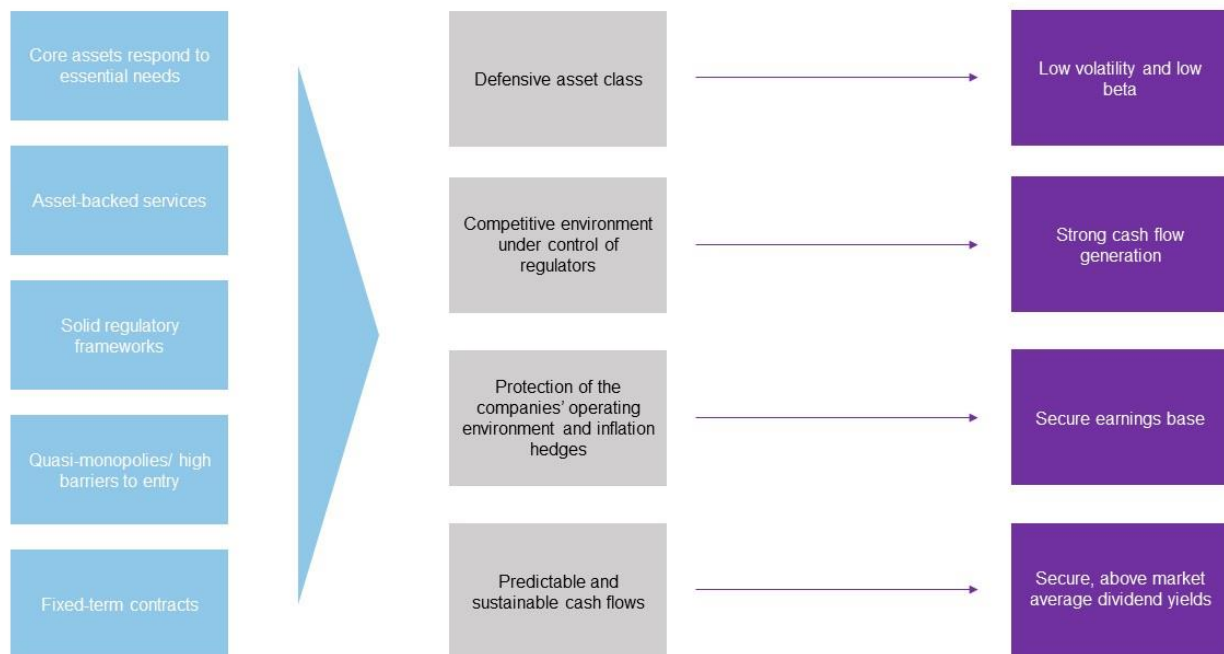 Core assets respond to
essential needs
Asset-backed services
Solid regulatory
frameworks
Quasi-monopolies/ high
barriers to entry
Fixed-term contracts
Defensive asset class
Competitive environment
under control of
regulators
Protection of the
companies’ operating
environment and inflation
hedges
Predictable and
sustainable cash flows
Low volatility and low
beta
Strong cash flow
generation
Secure earnings base
Secure, above market
average dividend yields